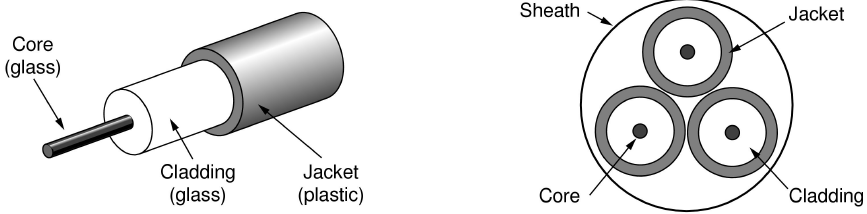 Core
(glass)
Cladding
(glass)
Jacket
(plastic)
Sheath
Jacket
Core
Cladding